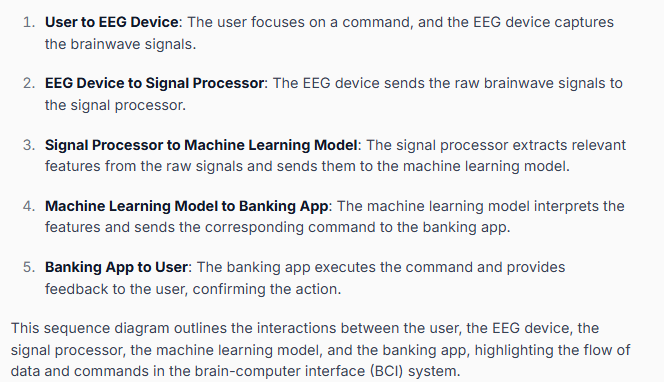 1. User to EEG Device: The user focuses on a command, and the EEG device captures
the brainwave signals.
2. EEG Device to Signal Processor: The EEG device sends the raw brainwave signals to
the signal processor.
3. Signal Processor to Machine Learning Model: The signal processor extracts relevant
features from the raw signals and sends them to the machine learning model.
4. Machine Learning Model to Banking App: The machine learning model interprets the
features and sends the corresponding command to the banking app.
5. Banking App to User: The banking app executes the command and provides
feedback to the user, confirming the action.
This sequence diagram outlines the interactions between the user, the EEG device, the
signal processor, the machine learning model, and the banking app, highlighting the flow of
data and commands in the brain-computer interface (BCI) system.